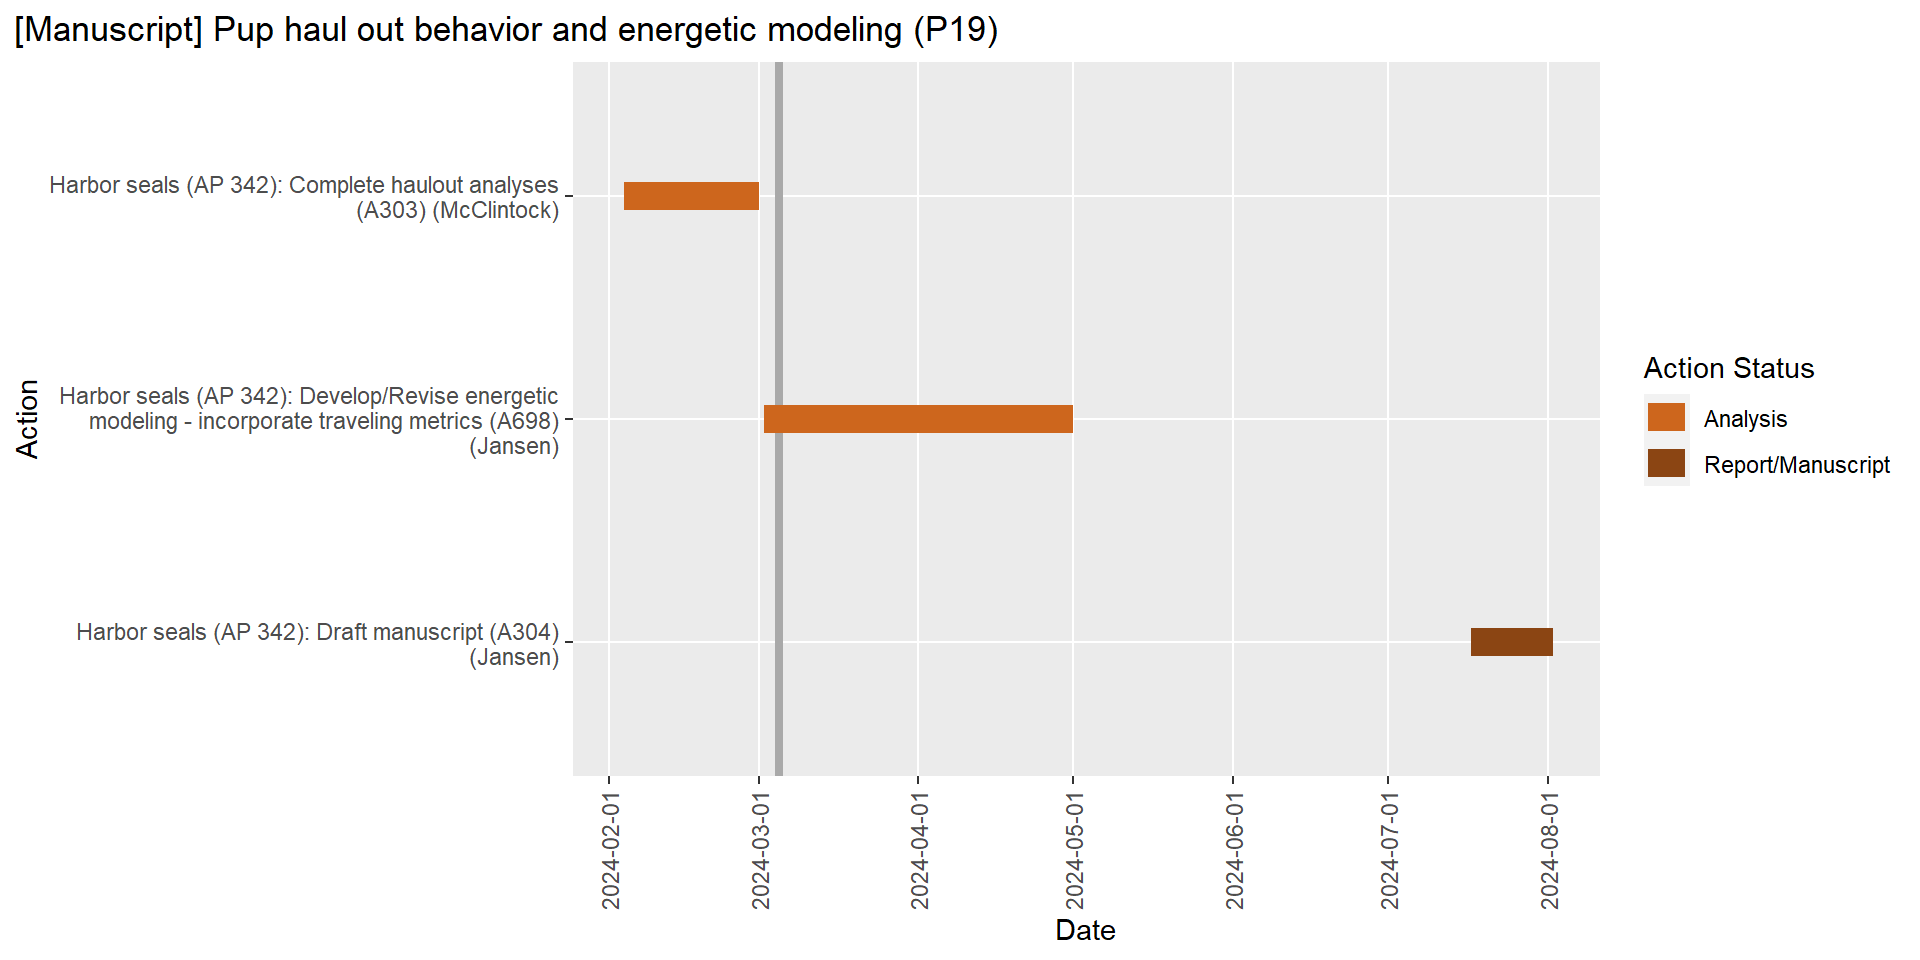 [Manuscript] Pup haul out behavior and energetic modeling (P19)
Harbor seals (AP 342): Complete haulout analyses
(A303) (McClintock)
Harbor seals (AP 342): Develop/Revise energetic
modeling - incorporate traveling metrics (A698)
(Jansen)
Harbor seals (AP 342): Draft manuscript (A304)
(Jansen)
Action
2024-02-01
2024-03-01
2024-04-01
2024-05-01
2024-06-01
2024-07-01
2024-08-01
Date
Action Status
Analysis
Report/Manuscript